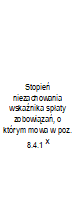 Stopień
niezachowania
wskaźnika spłaty
zobowiązań, o
którym mowa w poz.
8.4.1 x